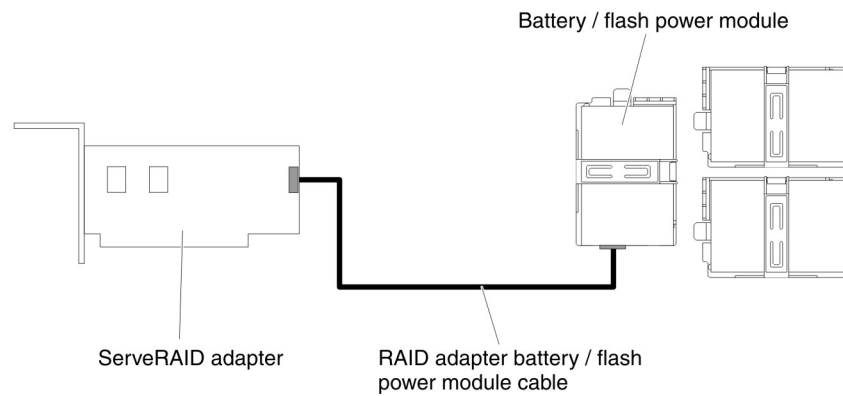 Battery / flash power module
ServeRAID adapter
RAID adapter battery / flash
power module cable